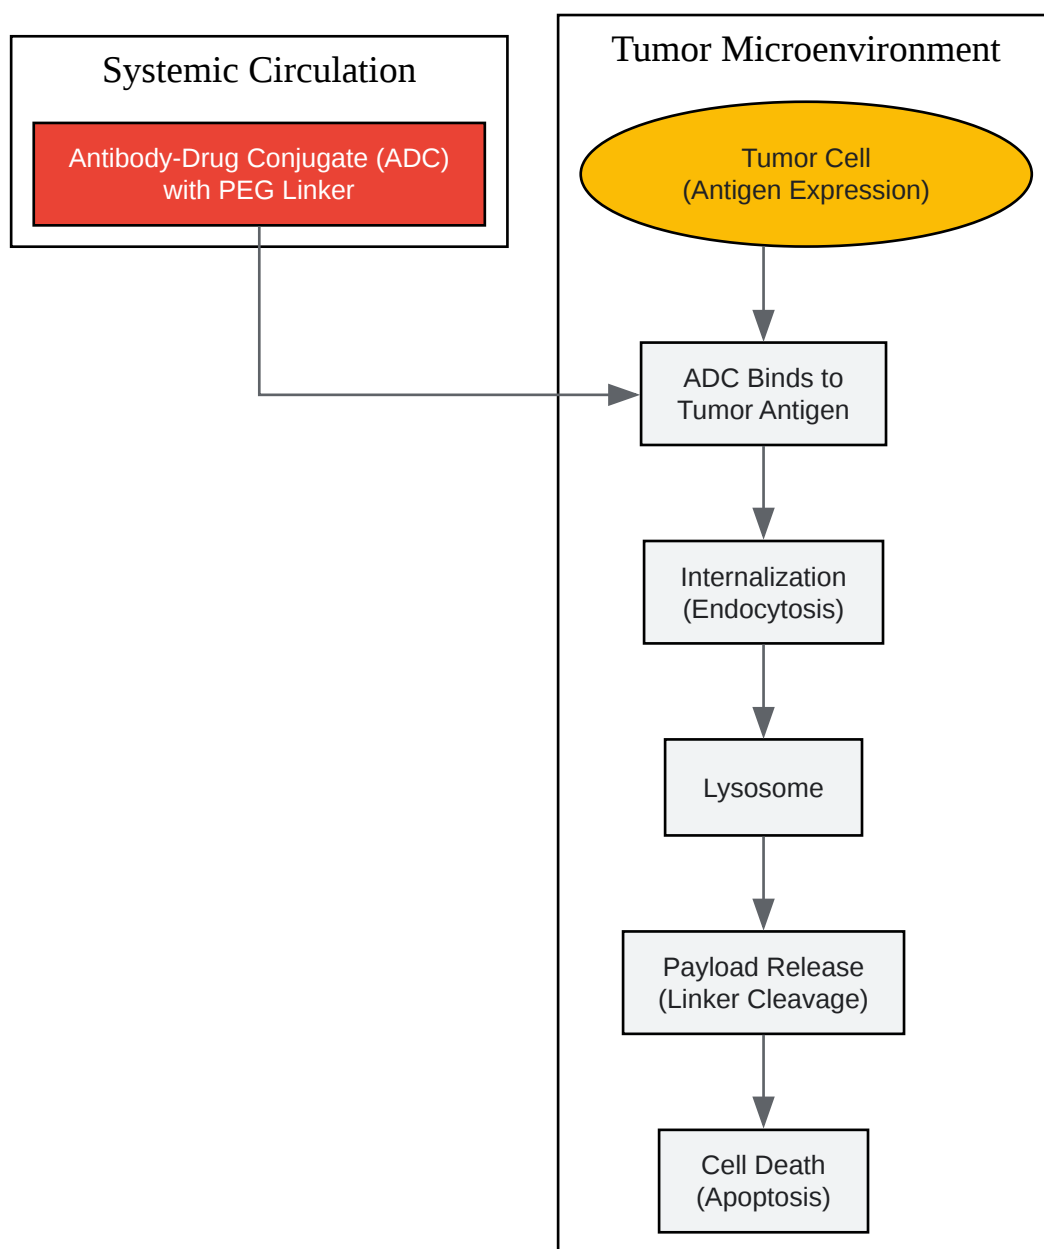 Systemic Circulation
Antibody-Drug Conjugate (ADC)
with PEG Linker
Tumor Microenvironment
Tumor Cell
(Antigen Expression)
ADC Binds to
Tumor Antigen
Internalization
(Endocytosis)
Lysosome
Payload Release
(Linker Cleavage)
Cell Death
(Apoptosis)